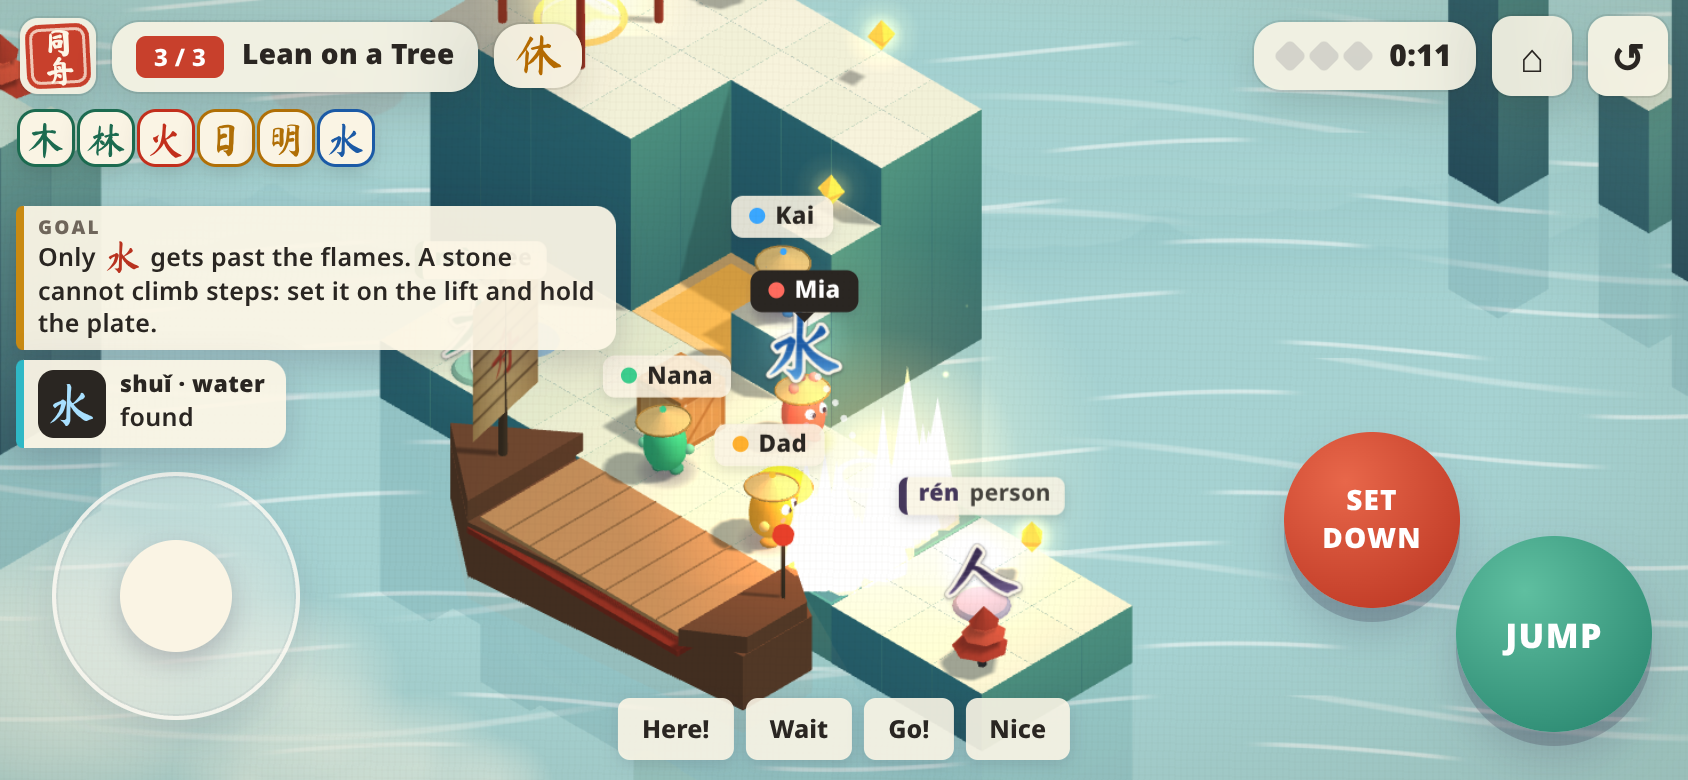 同舟
3 / 3 Lean on a Tree
休
0:11
木 林 火 日 明 水
GOAL
Only 水 gets past the flames. A stone
cannot climb steps: set it on the lift and hold
the plate.
水 shuǐ · water
found
Kai
Mia
水
Nana
Dad
rén person
人
SET
DOWN
JUMP
Here! Wait Go! Nice